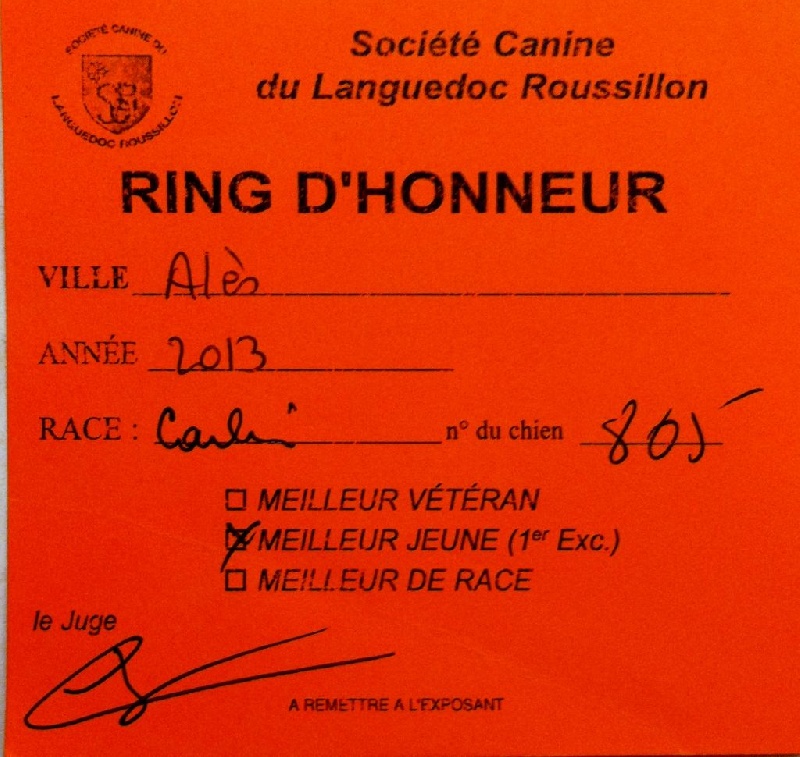 SOCIÉTÉ CANINE DU
LANGUEDOC ROUSSILLON
Société Canine
du Languedoc Roussillon
RING D'HONNEUR
VILLE Alès
ANNÉE 2013
RACE : Carlin n° du chien 805
MEILLEUR VÉTÉRAN
MEILLEUR JEUNE (1er Exc.)
MEILLEUR DE RACE
le Juge
A REMETTRE A L'EXPOSANT